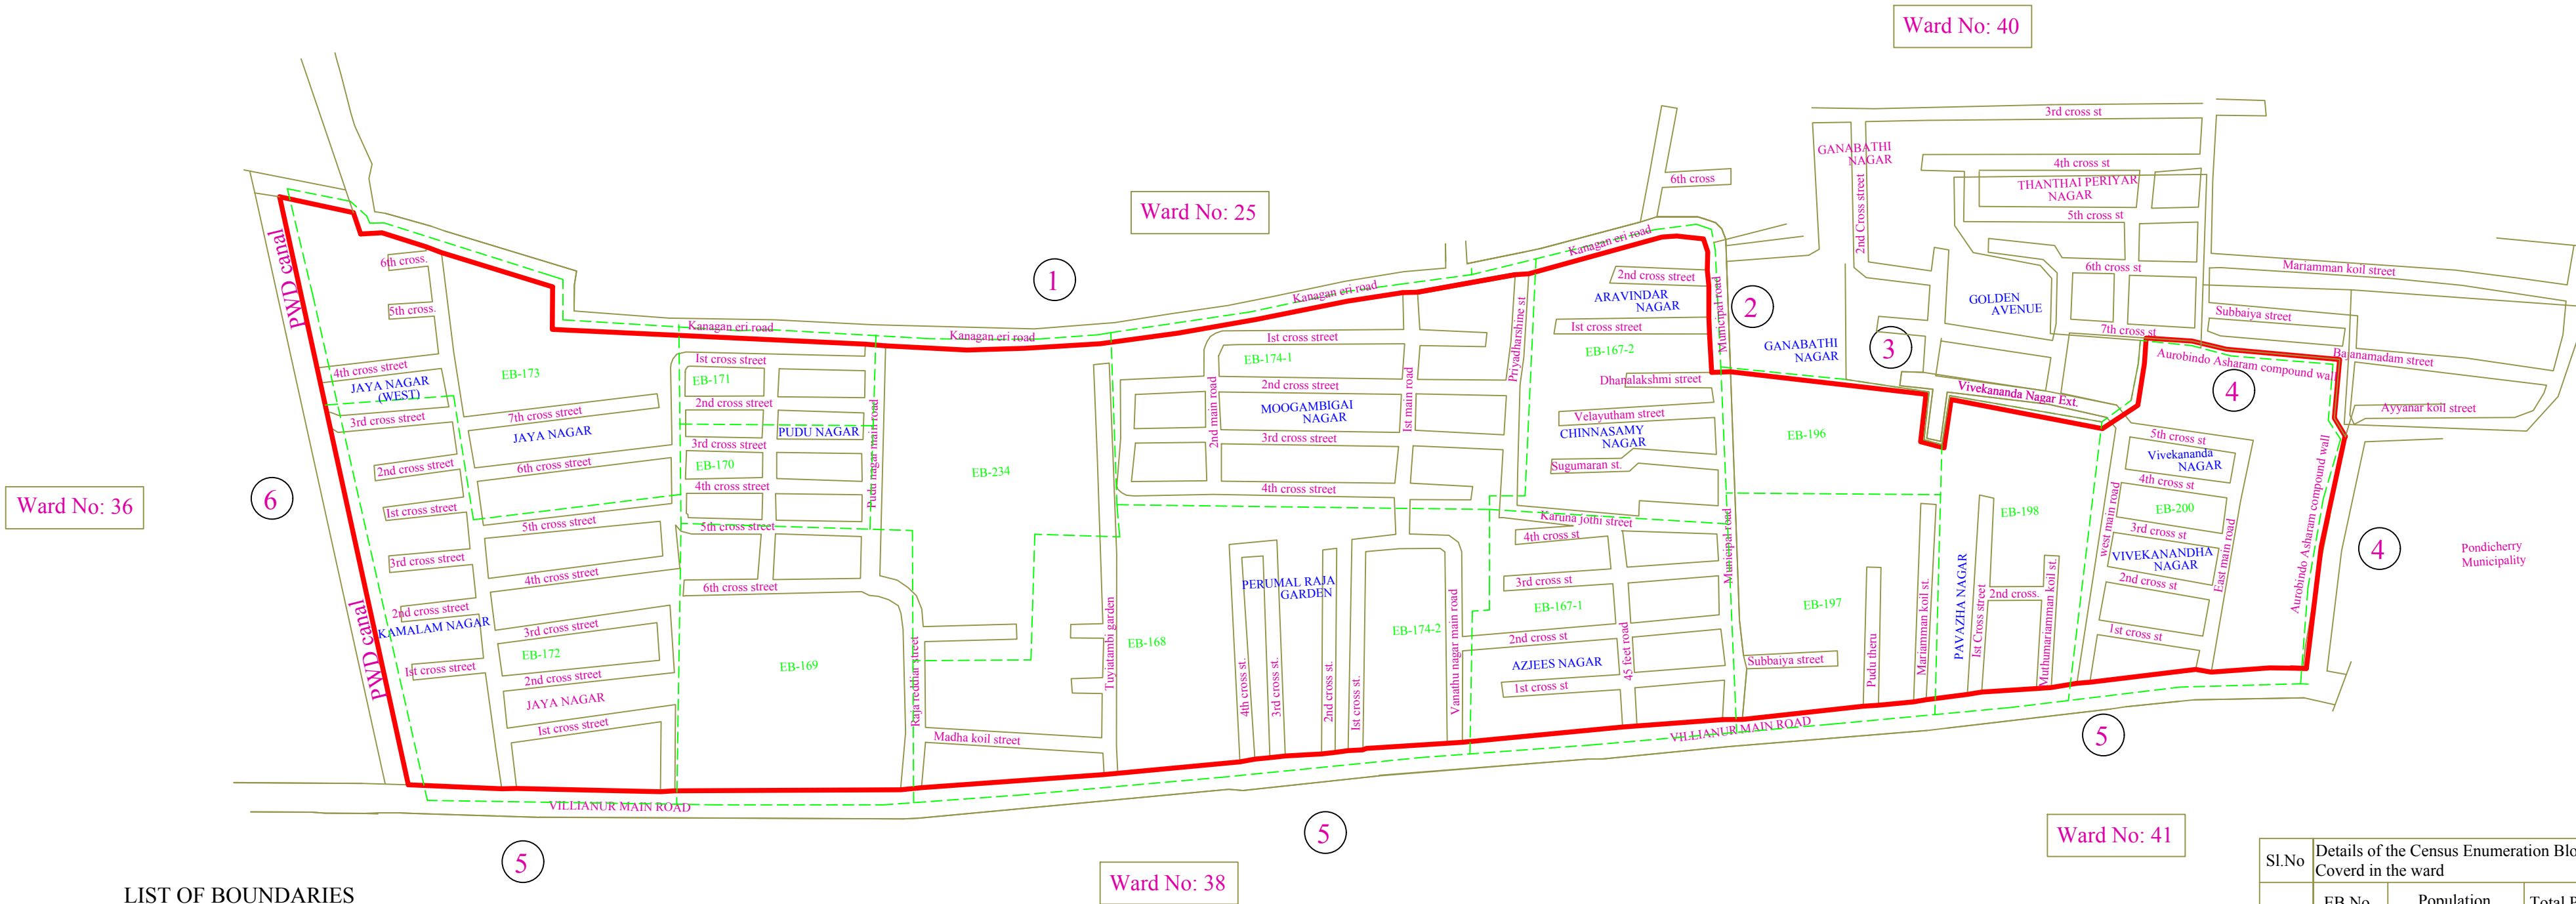 Ward No: 40
3rd cross st
GANABATHI
NAGAR
4th cross st
6th cross
THANTHAI PERIYAR
NAGAR
2nd Cross street
5th cross st
Ward No: 25
PWD canal
6th cross.
1
Kanagan eri road
2nd cross street
6th cross st
Mariamman koil street
5th cross.
Kanagan eri road
ARAVINDAR
NAGAR
Municipal road
2
GOLDEN
AVENUE
Subbaiya street
Kanagan eri road
Kanagan eri road
Ist cross street
Priyadharshine st
Ist cross street
7th cross st
4th cross street
EB-173
Ist cross street
EB-174-1
EB-167-2
GANABATHI
NAGAR
3
Aurobindo Asharam compound wall
Bajanamadam street
JAYA NAGAR
(WEST)
EB-171
2nd cross street
Dhanalakshmi street
Vivekananda Nagar Ext.
4
3rd cross street
7th cross street
2nd cross street
Pudu nagar main road
2nd main road
MOOGAMBIGAI
NAGAR
Ist main road
Velayutham street
Ayyanar koil street
JAYA NAGAR
PUDU NAGAR
3rd cross street
CHINNASAMY
NAGAR
EB-196
5th cross st
3rd cross street
2nd cross street
6th cross street
EB-170
EB-234
Sugumaran st.
Vivekananda
NAGAR
Aurobindo Asharam compound wall
Ward No: 36
6
4th cross street
4th cross street
4th cross st
Ist cross street
5th cross street
5th cross street
Karuna jothi street
Municipal road
EB-198
west main road
EB-200
4th cross st
3rd cross st
East main road
4
Pondicherry
Municipality
3rd cross street
4th cross street
6th cross street
PERUMAL RAJA
GARDEN
3rd cross st
PAVAZHA NAGAR
VIVEKANANDHA
NAGAR
2nd cross st
2nd cross street
KAMALAM NAGAR
3rd cross street
Tuyiatambi garden
EB-167-1
EB-197
Mariamman koil st.
Ist Cross street
2nd cross.
PWD canal
EB-172
EB-169
Raja reddiar street
EB-168
EB-174-2
Vanathu nagar main road
2nd cross st
45 feet road
Muthumariamman koil st.
1st cross st
Ist cross street
2nd cross street
4th cross st.
3rd cross st.
2nd cross st.
Ist cross st.
AZJEES NAGAR
Subbaiya street
Pudu theru
JAYA NAGAR
1st cross st
Ist cross street
Madha koil street
VILLIANUR MAIN ROAD
5
VILLIANUR MAIN ROAD
5
5
Ward No: 41
Ward No: 38
LIST OF BOUNDARIES
Sl.No
Details of the Census Enumeration Blo
Coverd in the ward
EB No
Population
Total P